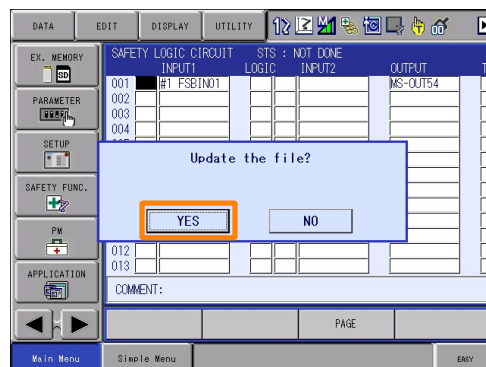 DATA EDIT DISPLAY UTILITY
EX. MEMORY
SD
PARAMETER
SETUP
SAFETY FUNC.
PM
APPLICATION
SAFETY LOGIC CIRCUIT STS : NOT DONE
INPUT1 LOGIC INPUT2 OUTPUT
001 #1 FSBIN01 MS-OUT54
002
003
004
Update the file?
YES NO
012
013
COMMENT:
PAGE
Main Menu Simple Menu EASY